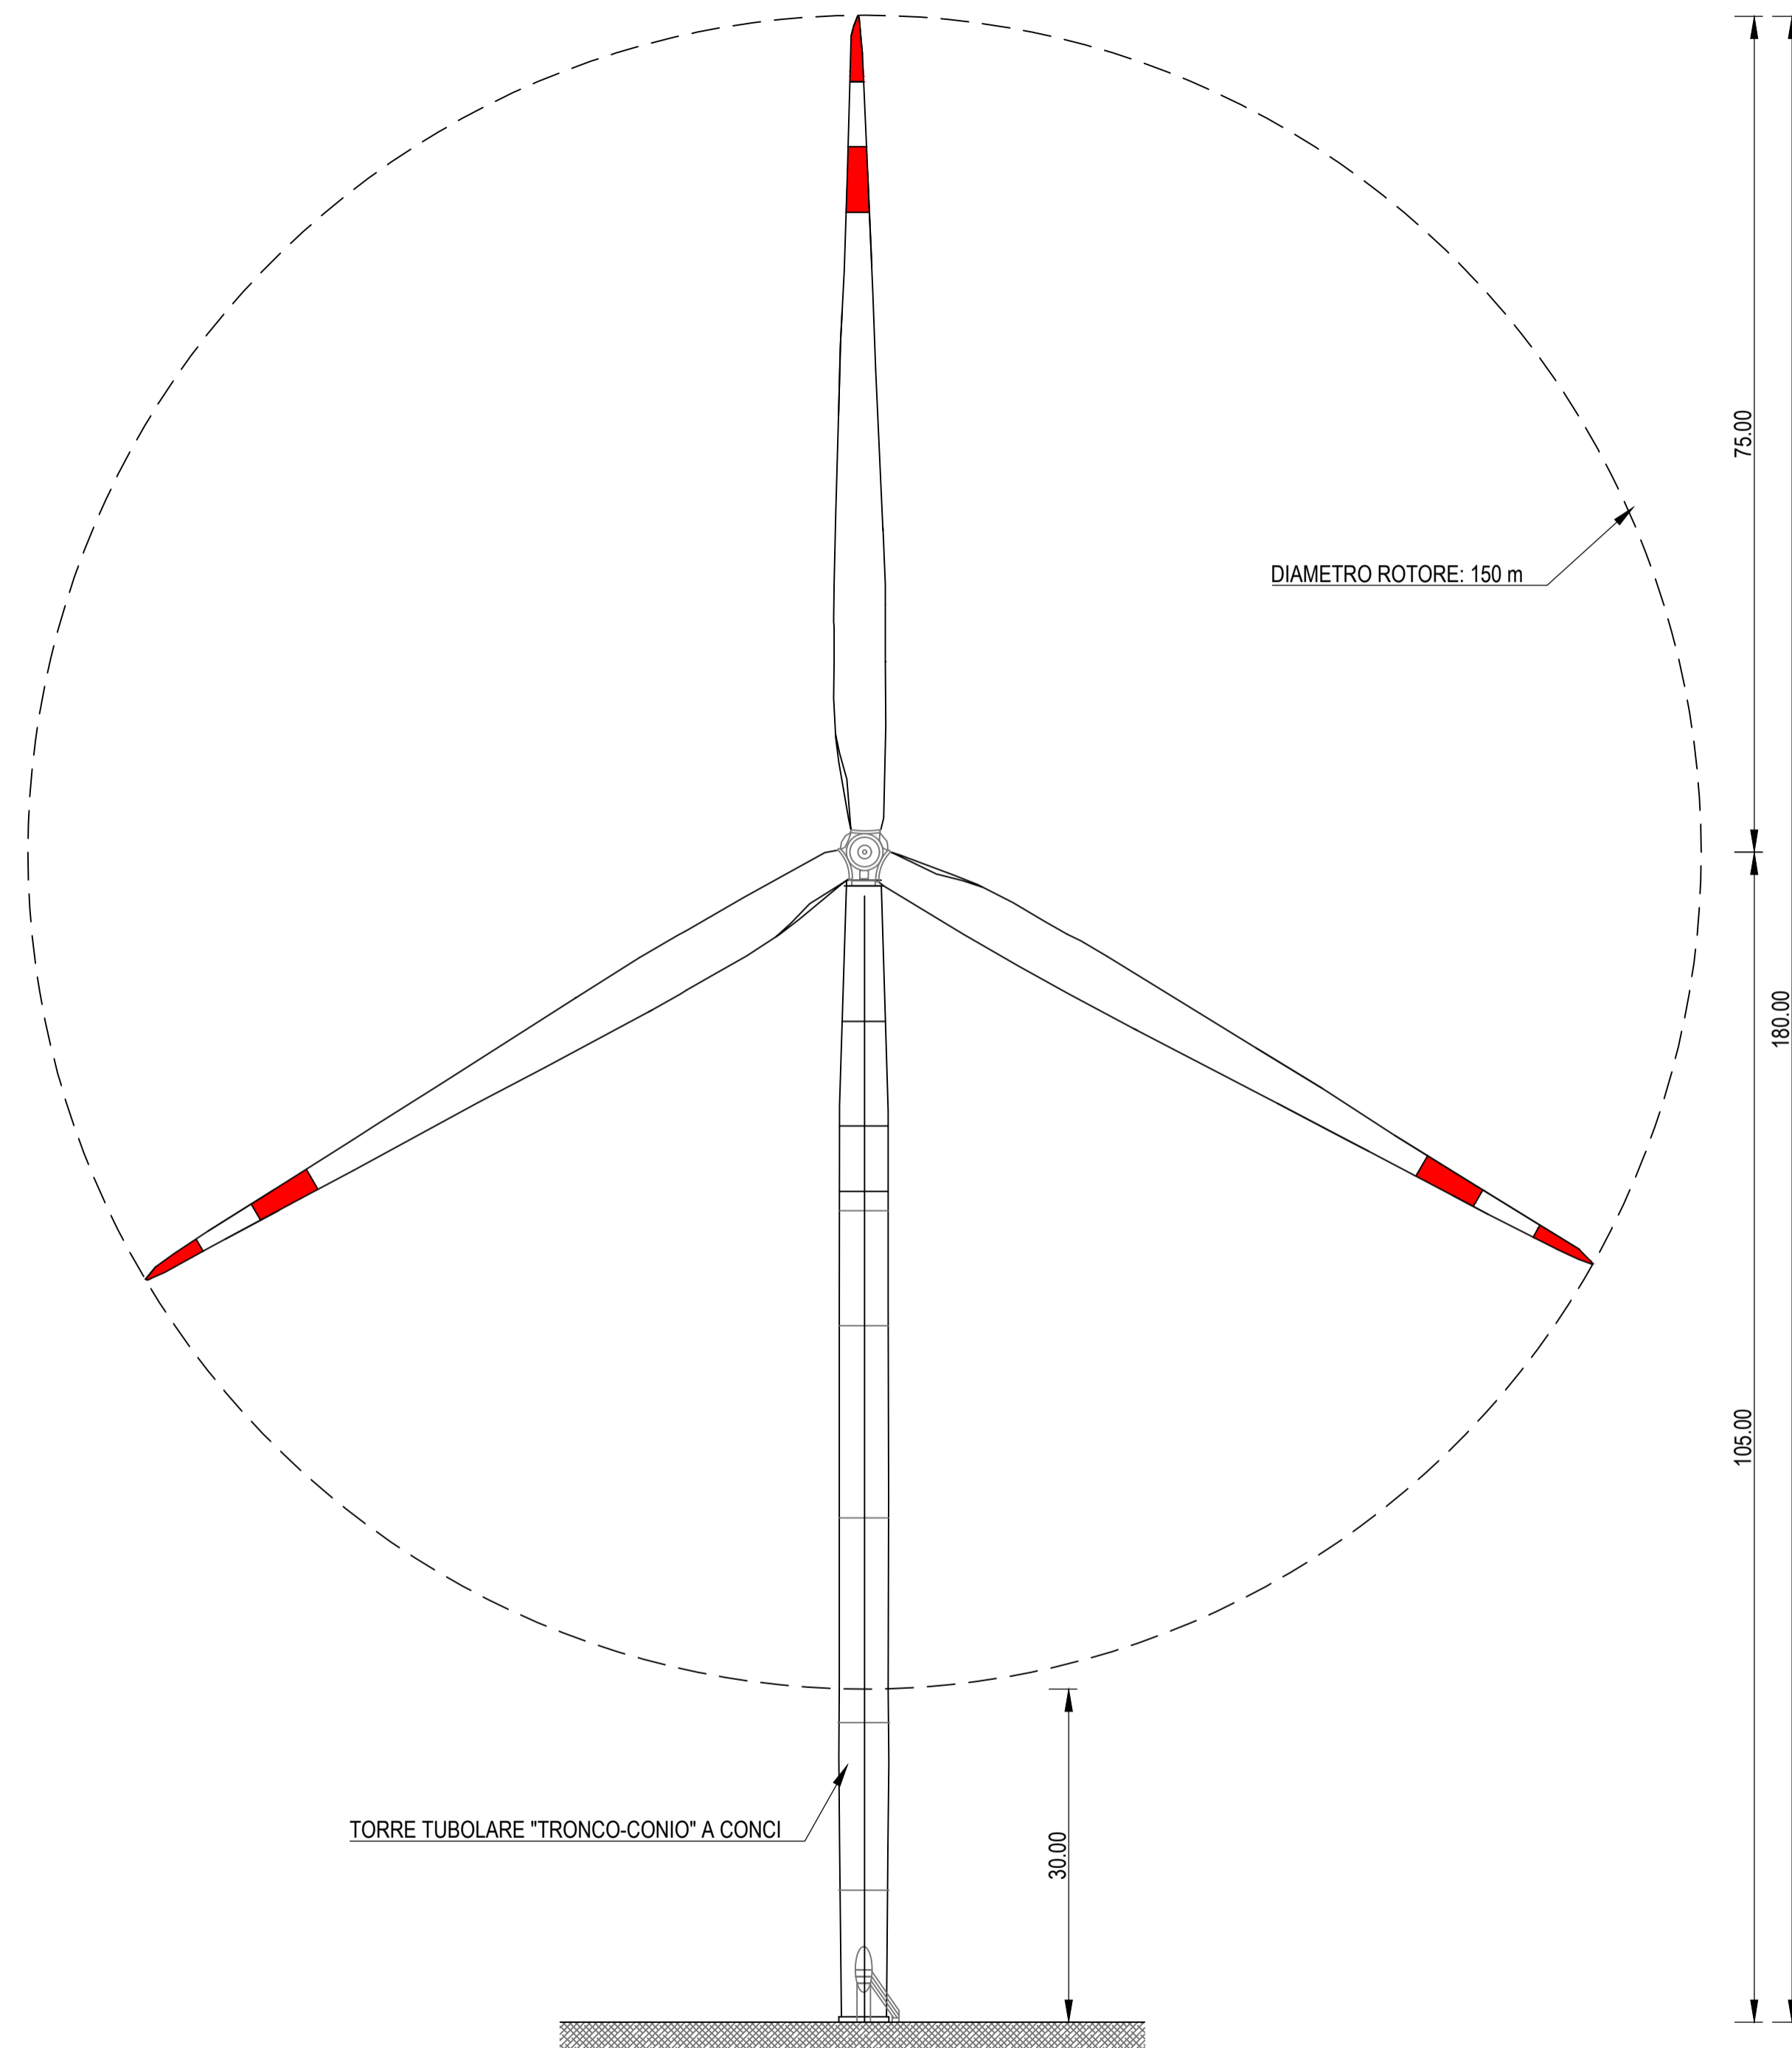 75.00
DIAMETRO ROTORE: 150 m
180.00
105.00
TORRE TUBOLARE "TRONCO-CONIO" A CONCI
30.00